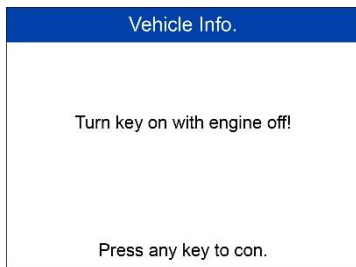 Vehicle Info.
Turn key on with engine off!
Press any key to con.